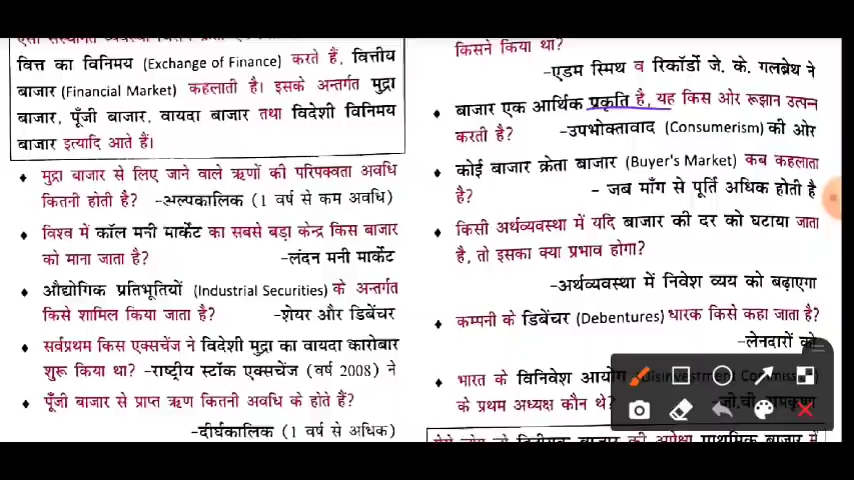 वित्त का विनिमय (Exchange of Finance) करते हैं, वित्तीय
बाजार (Financial Market) कहलाती है। इसके अन्तर्गत मुद्रा
बाजार, पूँजी बाजार, वायदा बाजार तथा विदेशी विनिमय
बाजार इत्यादि आते हैं।
♦ मुद्रा बाजार से लिए जाने वाले ऋणों की परिपक्वता अवधि
कितनी होती है? -अल्पकालिक (1 वर्ष से कम अवधि)
♦ विश्व में कॉल मनी मार्केट का सबसे बड़ा केन्द्र किस बाजार
को माना जाता है? -लंदन मनी मार्केट
♦ औद्योगिक प्रतिभूतियों (Industrial Securities) के अन्तर्गत
किसे शामिल किया जाता है? -शेयर और डिबेंचर
♦ सर्वप्रथम किस एक्सचेंज ने विदेशी मुद्रा का वायदा कारोबार
शुरू किया था? -राष्ट्रीय स्टॉक एक्सचेंज (वर्ष 2008) ने
♦ पूँजी बाजार से प्राप्त ऋण कितनी अवधि के होते हैं?
-दीर्घकालिक (1 वर्ष से अधिक)
किसने किया था?
-एडम स्मिथ व रिकॉर्डो जे. के. गलब्रेथ ने
♦ बाजार एक आर्थिक प्रकृति है, यह किस ओर रूझान उत्पन्न
करती है? -उपभोक्तावाद (Consumerism) की ओर
♦ कोई बाजार क्रेता बाजार (Buyer's Market) कब कहलाता
है? - जब माँग से पूर्ति अधिक होती है
♦ किसी अर्थव्यवस्था में यदि बाजार की दर को घटाया जाता
है, तो इसका क्या प्रभाव होगा?
-अर्थव्यवस्था में निवेश व्यय को बढ़ाएगा
♦ कम्पनी के डिबेंचर (Debentures) धारक किसे कहा जाता है?
-लेनदारों को
♦ भारत के विनिवेश आयोग (Disinvestment Commission)
के प्रथम अध्यक्ष कौन थे? -जी.वी. रामकृष्ण